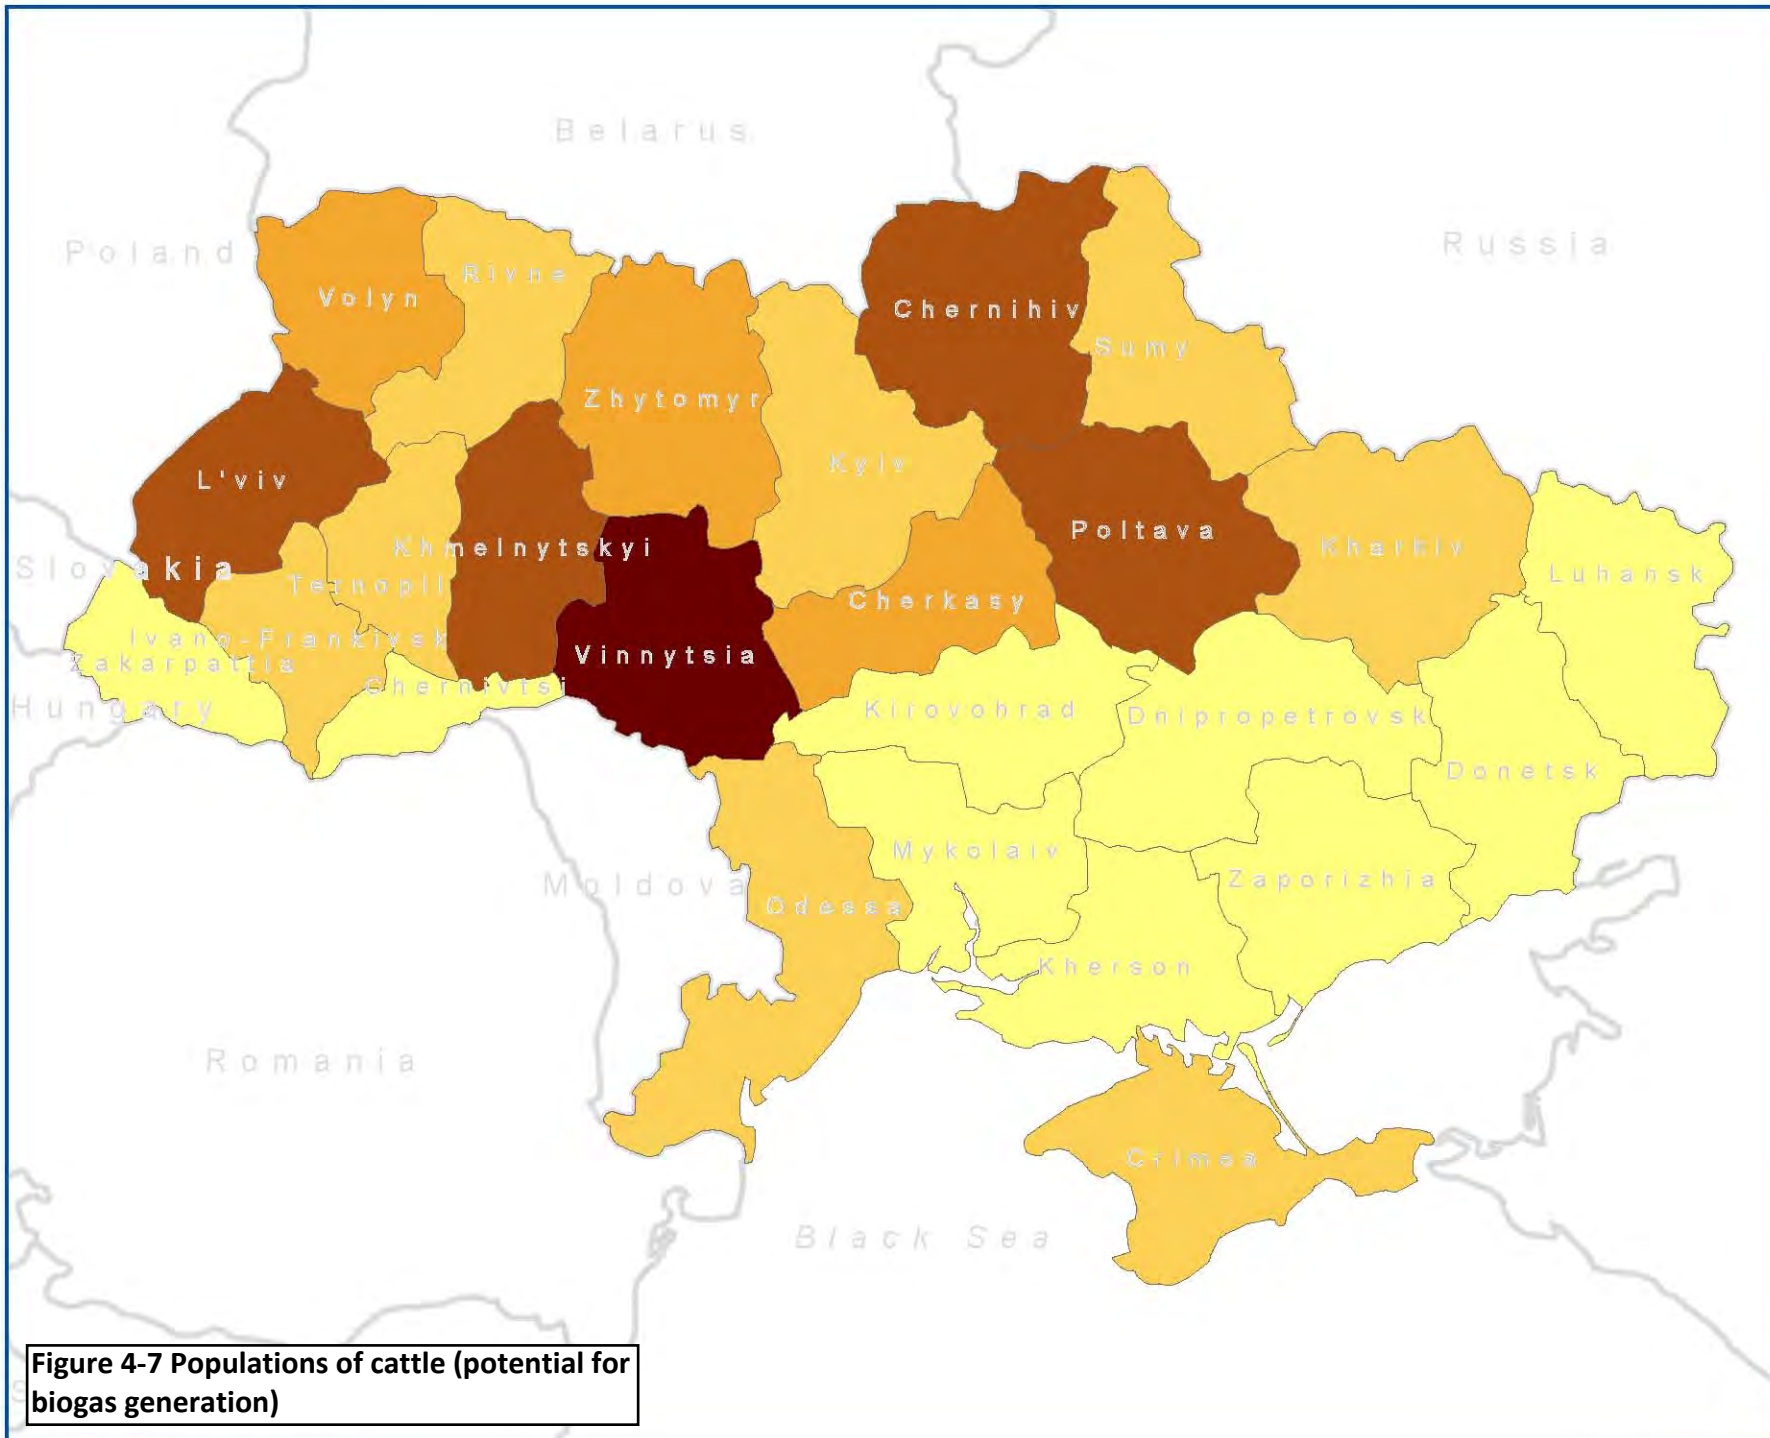 Belarus
Poland
Russia
Rivne
Volyn
Chernihiv
Sumy
Zhytomyr
Kyiv
L'viv
Poltava
Khmelnytskyi
Kharkiv
Slovakia
Ternopil
Luhansk
Cherkasy
Ivano-Frankivsk
Vinnytsia
Zakarpattia
Chernivtsi
Hungary
Kirovohrad
Dnipropetrovsk
Donetsk
Mykolaiv
Moldova
Zaporizhia
Odessa
Kherson
Romania
Crimea
Black Sea
Figure 4-7 Populations of cattle (potential for
biogas generation)